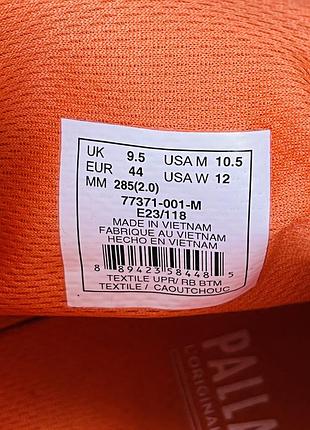 UK 9.5 USA M 10.5
EUR 44 USA W 12
MM 285(2.0)
77371-001-M
E23/118
MADE IN VIETNAM
FABRIQUE AU VIETNAM
HECHO EN VIETNAM
8 89423 58448 5
TEXTILE UPR/ RB BTM
TEXTILE/ CAOUTCHOUC
PALLA
ORIGINA